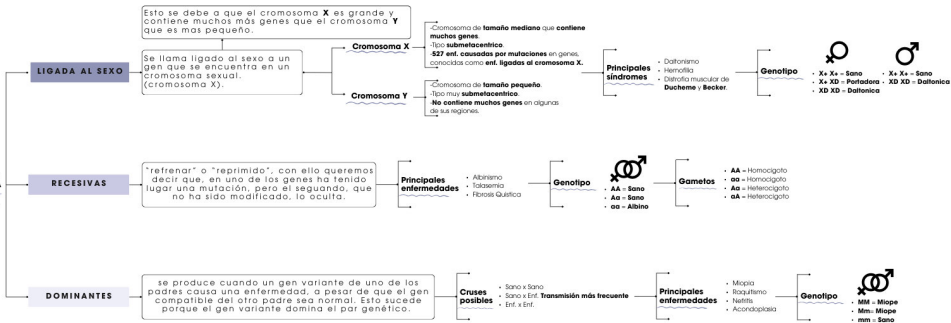 Esto se debe a que el cromosoma X es grande y
contiene muchos más genes que el cromosoma Y
que es mas pequeño.
LIGADA AL SEXO
Se llama ligado al sexo a un
gen que se encuentra en un
cromosoma sexual.
(cromosoma X).
Cromosoma X
-Cromosoma de tamaño mediano que contiene
muchos genes.
-Tipo submetacentrico.
-527 enf. causadas por mutaciones en genes,
conocidas como enf. ligadas al cromosoma X.
Cromosoma Y
-Cromosoma de tamaño pequeño.
-Tipo muy submetacentrico.
-No contiene muchos genes en algunas
de sus regiones.
Principales
síndromes
• Daltonismo
• Hemofilia
• Distrofia muscular de
Ducheme y Becker.
Genotipo
• X+ X+ = Sano
• X+ XD = Portadora
• XD XD = Daltonica
• X+ X+ = Sano
• XD XD = Daltonica
RECESIVAS
"refrenar" o "reprimido", con ello queremos
decir que, en uno de los genes ha tenido
lugar una mutación, pero el seguando, que
no ha sido modificado, lo oculta.
Principales
enfermedades
• Albinismo
• Talasemia
• Fibrosis Quistica
Genotipo
• AA = Sano
• Aa = Sano
• aa = Albino
Gametos
• AA = Homocigoto
• aa = Homocigoto
• Aa = Heterocigoto
• aA = Heterocigoto
DOMINANTES
se produce cuando un gen variante de uno de los
padres causa una enfermedad, a pesar de que el gen
compatible del otro padre sea normal. Esto sucede
porque el gen variante domina el par genético.
Cruses
posibles
• Sano x Sano
• Sano x Enf. Transmisión más frecuente
• Enf. x Enf.
Principales
enfermedades
• Miopia
• Raquitismo
• Nefritis
• Acondoplasia
Genotipo
• MM = Miope
• Mm= Miope
• mm = Sano